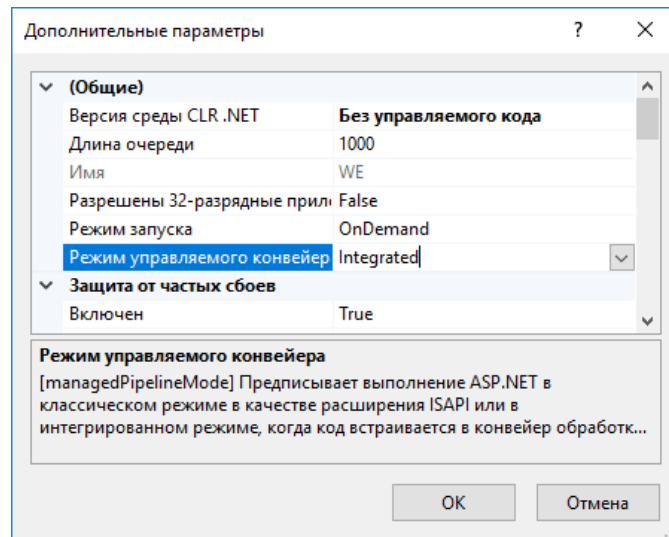 Дополнительные параметры ?
(Общие)
Версия среды CLR .NET Без управляемого кода
Длина очереди 1000
Имя WE
Разрешены 32-разрядные прил False
Режим запуска OnDemand
Режим управляемого конвейер Integrated
Защита от частых сбоев
Включен True
Режим управляемого конвейера
[managedPipelineMode] Предписывает выполнение ASP.NET в
классическом режиме в качестве расширения ISAPI или в
интегрированном режиме, когда код встраивается в конвейер обработк...
ОК Отмена